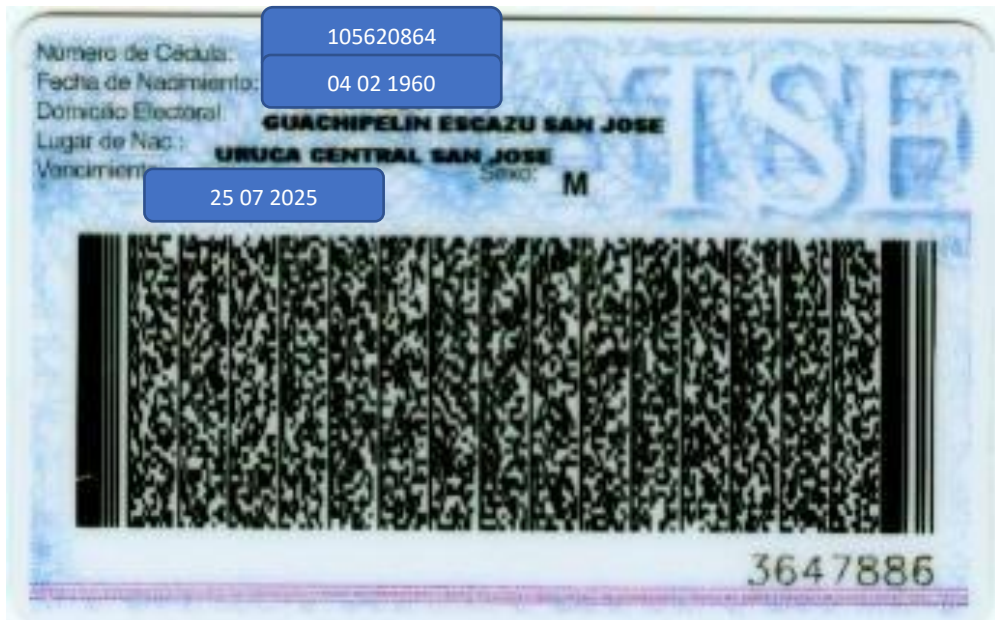 Número de Cédula: 105620864
Fecha de Nacimiento: 04 02 1960
Domicilio Electoral: GUACHIPELIN ESCAZU SAN JOSE
Lugar de Nac.: URUCA CENTRAL SAN JOSE
Vencimiento 25 07 2025 Sexo: M
TSE
3647886